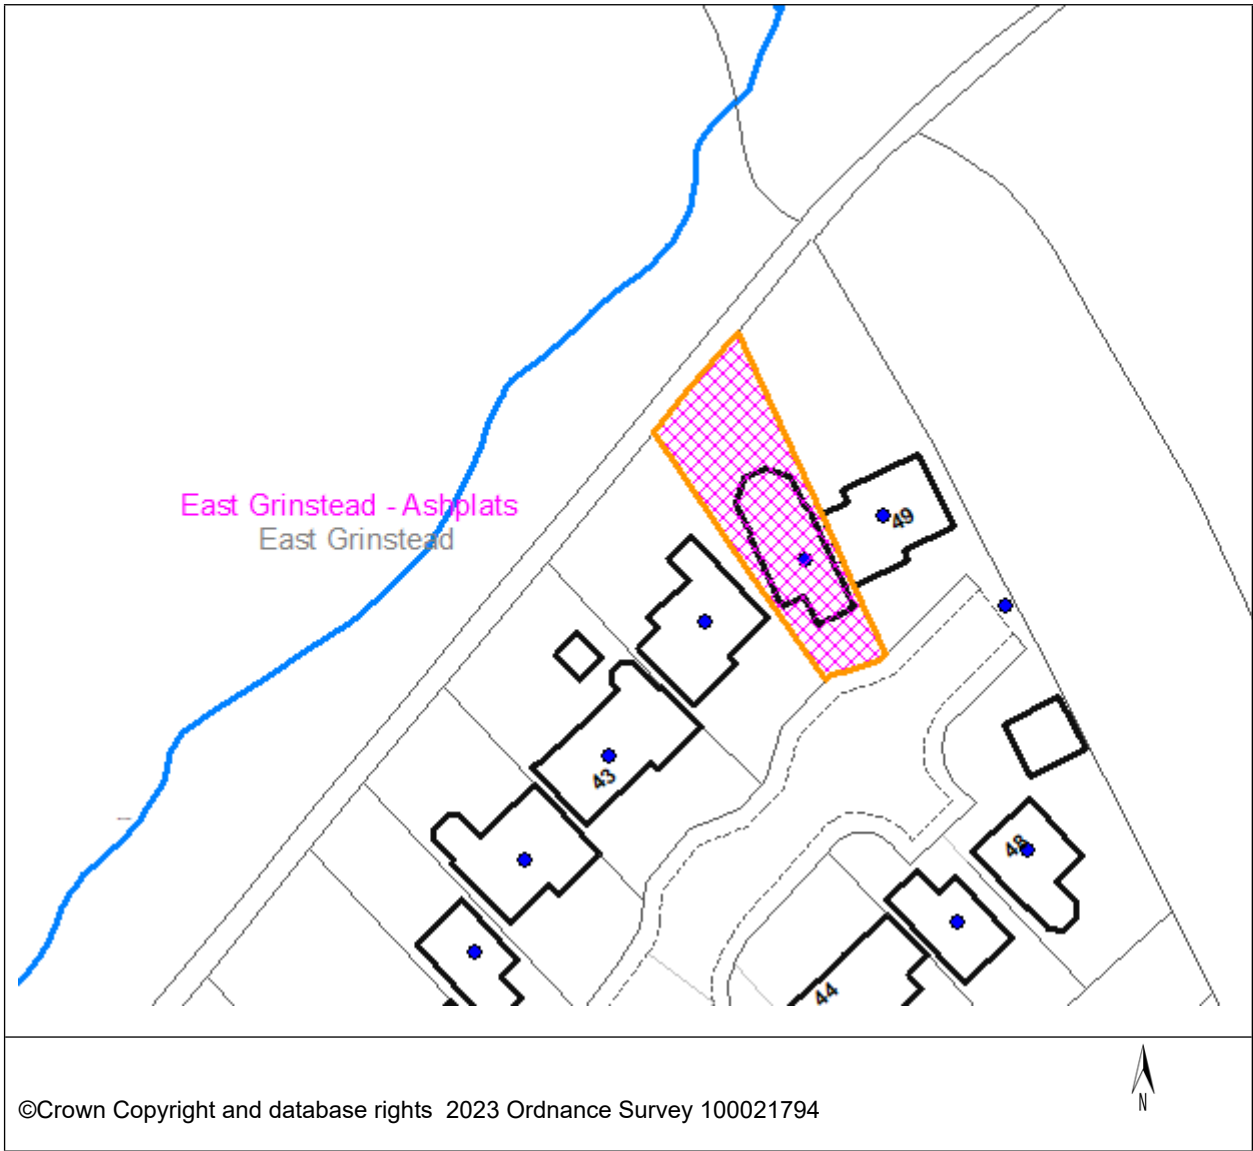 East Grinstead - Ashplats
East Grinstead
49
43
48
44
©Crown Copyright and database rights 2023 Ordnance Survey 100021794
N